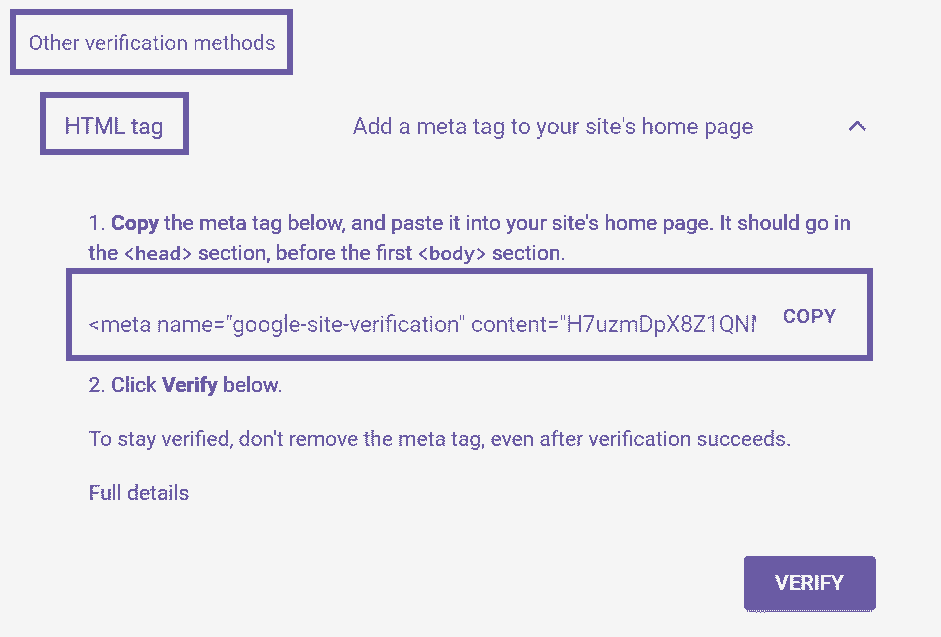 Other verification methods
HTML tag
Add a meta tag to your site's home page
1. Copy the meta tag below, and paste it into your site's home page. It should go in
the <head> section, before the first <body> section.
<meta name="google-site-verification" content="H7uzmDpX8Z1QN
COPY
2. Click Verify below.
To stay verified, don't remove the meta tag, even after verification succeeds.
Full details
VERIFY